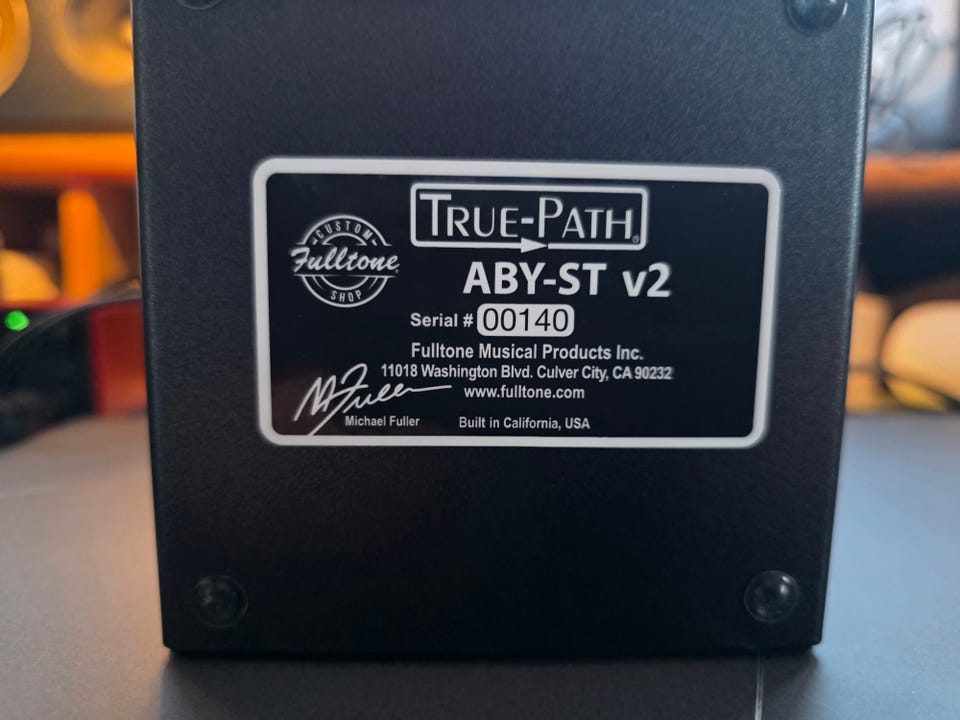 TRUE-PATH®
CUSTOM
Fulltone
SHOP
ABY-ST v2
Serial # 00140
Fulltone Musical Products Inc.
11018 Washington Blvd. Culver City, CA 90232
www.fulltone.com
M Fuller
Michael Fuller
Built in California, USA